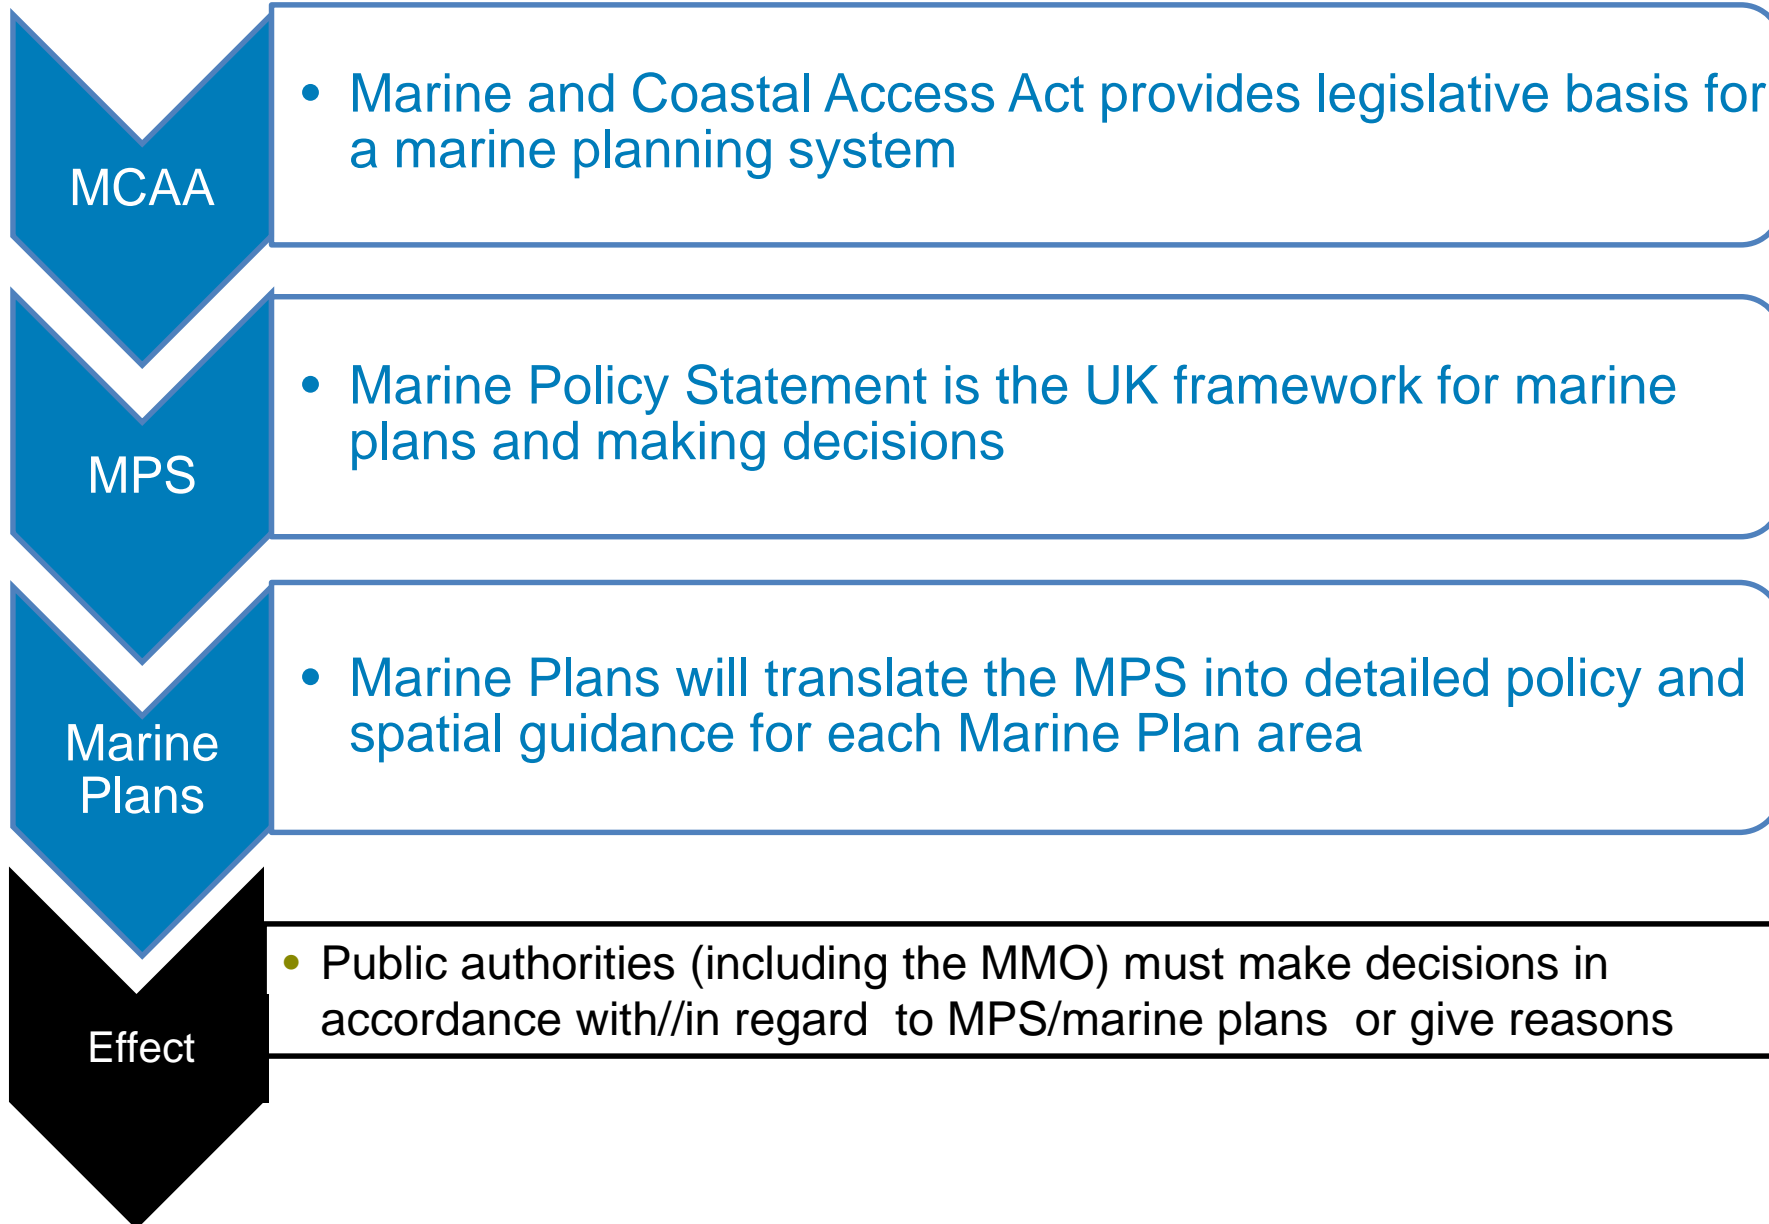 MCAA
• Marine and Coastal Access Act provides legislative basis for
a marine planning system
MPS
• Marine Policy Statement is the UK framework for marine
plans and making decisions
Marine
Plans
• Marine Plans will translate the MPS into detailed policy and
spatial guidance for each Marine Plan area
Effect
• Public authorities (including the MMO) must make decisions in
accordance with//in regard  to MPS/marine plans  or give reasons